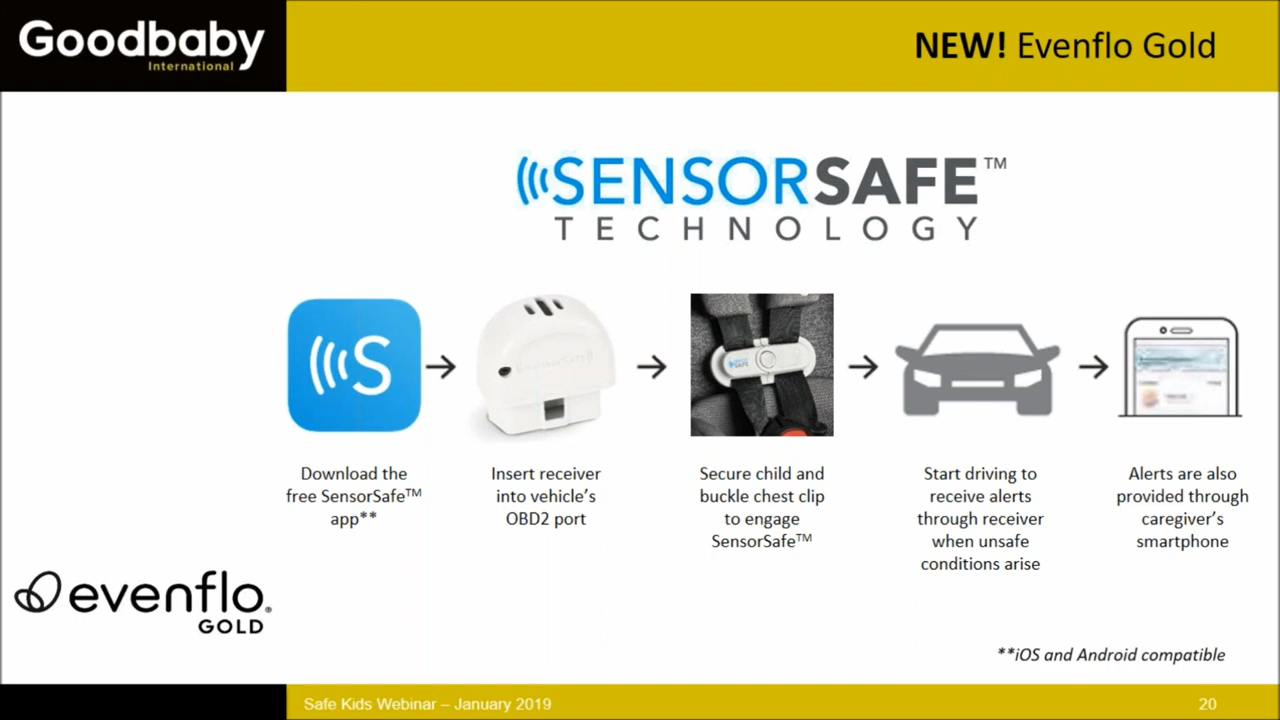 Goodbaby
International
NEW! Evenflo Gold
SENSORSAFE™
TECHNOLOGY
S
SENSOR
SAFE
Download the
free SensorSafe™
app**
Insert receiver
into vehicle's
OBD2 port
Secure child and
buckle chest clip
to engage
SensorSafe™
Start driving to
receive alerts
through receiver
when unsafe
conditions arise
Alerts are also
provided through
caregiver's
smartphone
evenflo®
GOLD
**iOS and Android compatible
Safe Kids Webinar – January 2019
20